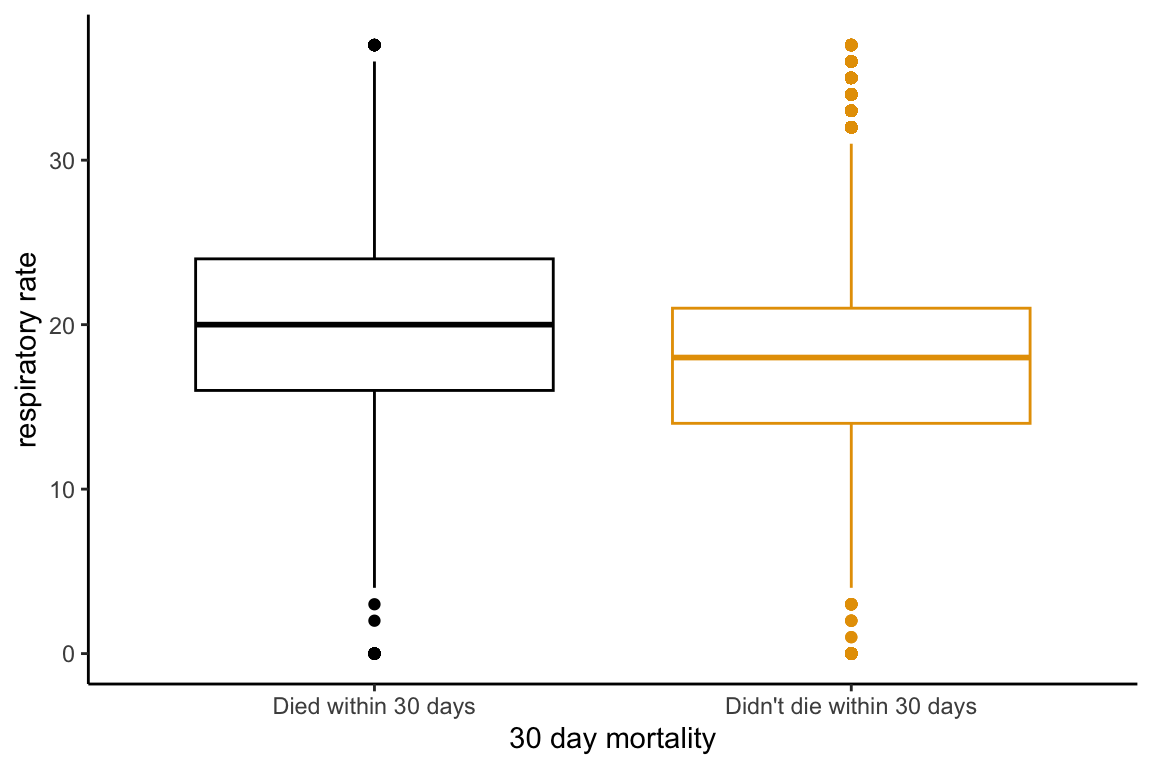 respiratory rate
30
20
10
0
Died within 30 days
Didn't die within 30 days
30 day mortality